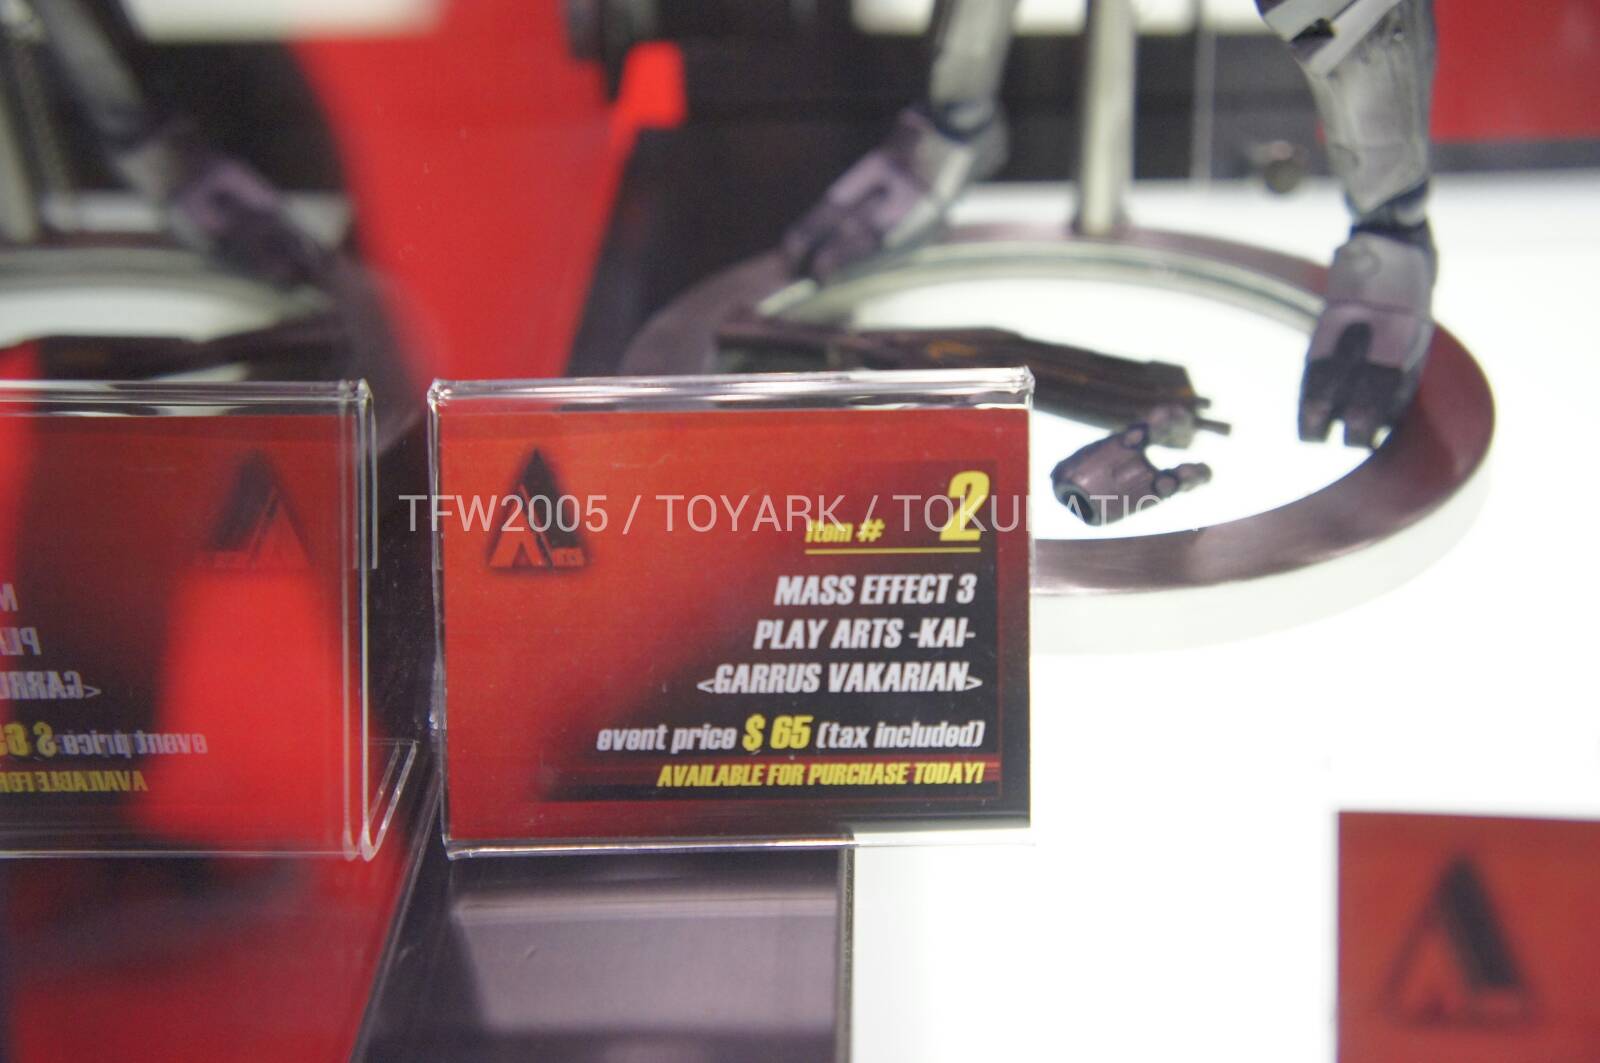 TFW2005 / TOYARK / TOKUNATION
Item # 2
MASS EFFECT 3
PLAY ARTS -KAI-
<GARRUS VAKARIAN>
event price $ 65 (tax included)
AVAILABLE FOR PURCHASE TODAY!